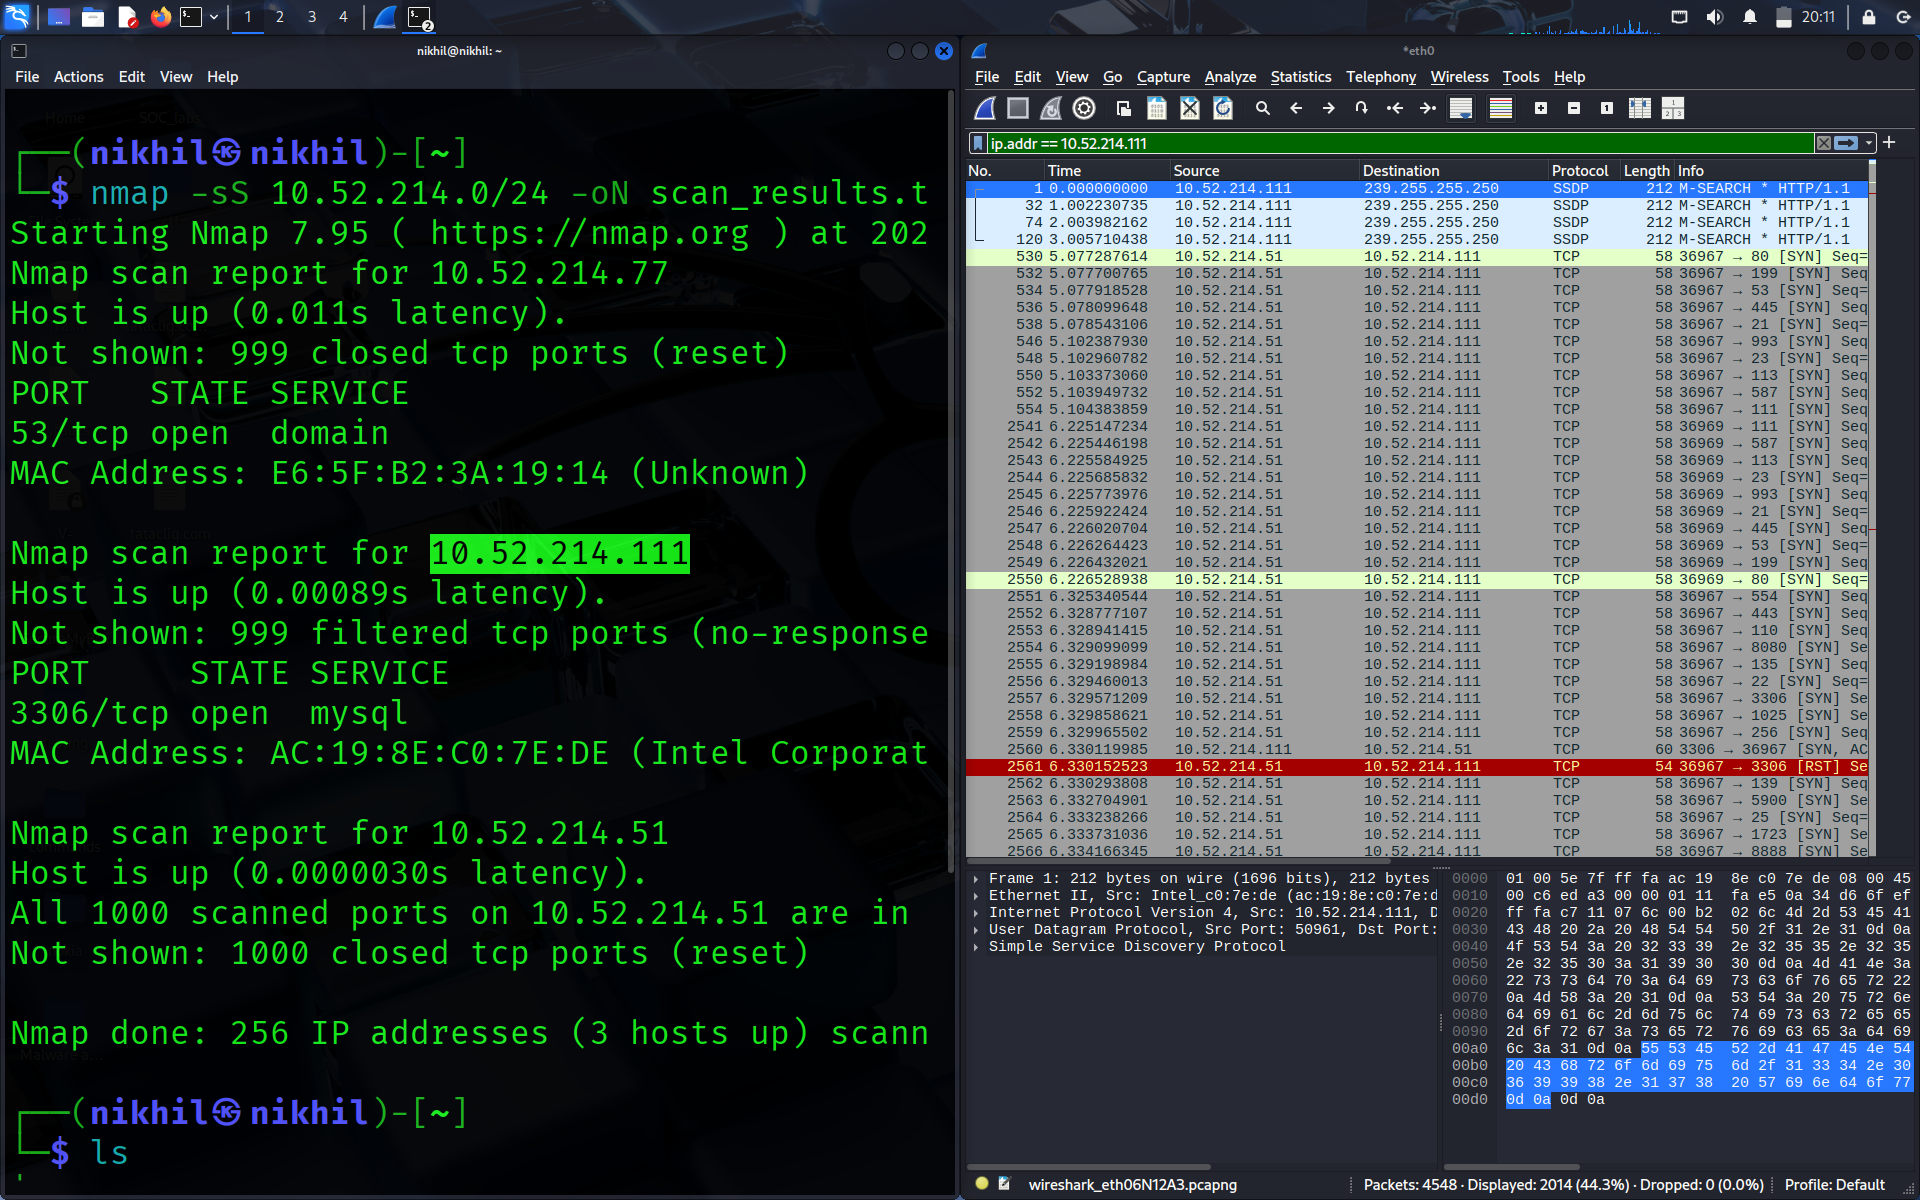 1 2 3 4
2
20:11
nikhil@nikhil: ~
File Actions Edit View Help
┌──(nikhil㉿nikhil)-[~]
└─$ nmap -sS 10.52.214.0/24 -oN scan_results.t
Starting Nmap 7.95 ( https://nmap.org ) at 202
Nmap scan report for 10.52.214.77
Host is up (0.011s latency).
Not shown: 999 closed tcp ports (reset)
PORT STATE SERVICE
53/tcp open domain
MAC Address: E6:5F:B2:3A:19:14 (Unknown)
Nmap scan report for 10.52.214.111
Host is up (0.00089s latency).
Not shown: 999 filtered tcp ports (no-response
PORT STATE SERVICE
3306/tcp open mysql
MAC Address: AC:19:8E:C0:7E:DE (Intel Corporat
Nmap scan report for 10.52.214.51
Host is up (0.0000030s latency).
All 1000 scanned ports on 10.52.214.51 are in
Not shown: 1000 closed tcp ports (reset)
Nmap done: 256 IP addresses (3 hosts up) scann
┌──(nikhil㉿nikhil)-[~]
└─$ ls
*eth0
File Edit View Go Capture Analyze Statistics Telephony Wireless Tools Help
ip.addr == 10.52.214.111
No. Time Source Destination Protocol Length Info
1 0.000000000 10.52.214.111 239.255.255.250 SSDP 212 M-SEARCH * HTTP/1.1
32 1.002230735 10.52.214.111 239.255.255.250 SSDP 212 M-SEARCH * HTTP/1.1
74 2.003982162 10.52.214.111 239.255.255.250 SSDP 212 M-SEARCH * HTTP/1.1
120 3.005710438 10.52.214.111 239.255.255.250 SSDP 212 M-SEARCH * HTTP/1.1
530 5.077287614 10.52.214.51 10.52.214.111 TCP 58 36967 → 80 [SYN] Seq=
532 5.077700765 10.52.214.51 10.52.214.111 TCP 58 36967 → 199 [SYN] Seq
534 5.077918528 10.52.214.51 10.52.214.111 TCP 58 36967 → 53 [SYN] Seq=
536 5.078099648 10.52.214.51 10.52.214.111 TCP 58 36967 → 445 [SYN] Seq
538 5.078543106 10.52.214.51 10.52.214.111 TCP 58 36967 → 21 [SYN] Seq=
546 5.102387930 10.52.214.51 10.52.214.111 TCP 58 36967 → 993 [SYN] Seq
548 5.102960782 10.52.214.51 10.52.214.111 TCP 58 36967 → 23 [SYN] Seq=
550 5.103373060 10.52.214.51 10.52.214.111 TCP 58 36967 → 113 [SYN] Seq
552 5.103949732 10.52.214.51 10.52.214.111 TCP 58 36967 → 587 [SYN] Seq
554 5.104383859 10.52.214.51 10.52.214.111 TCP 58 36967 → 111 [SYN] Seq
2541 6.225147234 10.52.214.51 10.52.214.111 TCP 58 36969 → 111 [SYN] Seq
2542 6.225446198 10.52.214.51 10.52.214.111 TCP 58 36969 → 587 [SYN] Seq
2543 6.225584925 10.52.214.51 10.52.214.111 TCP 58 36969 → 113 [SYN] Seq
2544 6.225685832 10.52.214.51 10.52.214.111 TCP 58 36969 → 23 [SYN] Seq=
2545 6.225773976 10.52.214.51 10.52.214.111 TCP 58 36969 → 993 [SYN] Seq
2546 6.225922424 10.52.214.51 10.52.214.111 TCP 58 36969 → 21 [SYN] Seq=
2547 6.226020704 10.52.214.51 10.52.214.111 TCP 58 36969 → 445 [SYN] Seq
2548 6.226264423 10.52.214.51 10.52.214.111 TCP 58 36969 → 53 [SYN] Seq=
2549 6.226432021 10.52.214.51 10.52.214.111 TCP 58 36969 → 199 [SYN] Seq
2550 6.226528938 10.52.214.51 10.52.214.111 TCP 58 36969 → 80 [SYN] Seq=
2551 6.325340544 10.52.214.51 10.52.214.111 TCP 58 36967 → 554 [SYN] Seq
2552 6.328777107 10.52.214.51 10.52.214.111 TCP 58 36967 → 443 [SYN] Seq
2553 6.328941415 10.52.214.51 10.52.214.111 TCP 58 36967 → 110 [SYN] Seq
2554 6.329099099 10.52.214.51 10.52.214.111 TCP 58 36967 → 8080 [SYN] Se
2555 6.329198984 10.52.214.51 10.52.214.111 TCP 58 36967 → 135 [SYN] Seq
2556 6.329460013 10.52.214.51 10.52.214.111 TCP 58 36967 → 22 [SYN] Seq=
2557 6.329571209 10.52.214.51 10.52.214.111 TCP 58 36967 → 3306 [SYN] Se
2558 6.329858621 10.52.214.51 10.52.214.111 TCP 58 36967 → 1025 [SYN] Se
2559 6.329965502 10.52.214.51 10.52.214.111 TCP 58 36967 → 256 [SYN] Seq
2560 6.330119985 10.52.214.111 10.52.214.51 TCP 60 3306 → 36967 [SYN, AC
2561 6.330152523 10.52.214.51 10.52.214.111 TCP 54 36967 → 3306 [RST] Se
2562 6.330293808 10.52.214.51 10.52.214.111 TCP 58 36967 → 139 [SYN] Seq
2563 6.332704901 10.52.214.51 10.52.214.111 TCP 58 36967 → 5900 [SYN] Se
2564 6.333238266 10.52.214.51 10.52.214.111 TCP 58 36967 → 25 [SYN] Seq=
2565 6.333731036 10.52.214.51 10.52.214.111 TCP 58 36967 → 1723 [SYN] Se
2566 6.334166345 10.52.214.51 10.52.214.111 TCP 58 36967 → 8888 [SYN] Se
Frame 1: 212 bytes on wire (1696 bits), 212 bytes
Ethernet II, Src: Intel_c0:7e:de (ac:19:8e:c0:7e:d
Internet Protocol Version 4, Src: 10.52.214.111, D
User Datagram Protocol, Src Port: 50961, Dst Port:
Simple Service Discovery Protocol
0000 01 00 5e 7f ff fa ac 19 8e c0 7e de 08 00 45
0010 00 c6 ed a3 00 00 01 11 fa e5 0a 34 d6 6f ef
0020 ff fa c7 11 07 6c 00 b2 02 6c 4d 2d 53 45 41
0030 43 48 20 2a 20 48 54 54 50 2f 31 2e 31 0d 0a
0040 4f 53 54 3a 20 32 33 39 2e 32 35 35 2e 32 35
0050 2e 32 35 30 3a 31 39 30 30 0d 0a 4d 41 4e 3a
0060 22 73 73 64 70 3a 64 69 73 63 6f 76 65 72 22
0070 0a 4d 58 3a 20 31 0d 0a 53 54 3a 20 75 72 6e
0080 64 69 61 6c 2d 6d 75 6c 74 69 73 63 72 65 65
0090 2d 6f 72 67 3a 73 65 72 76 69 63 65 3a 64 69
00a0 6c 3a 31 0d 0a 55 53 45 52 2d 41 47 45 4e 54
00b0 20 43 68 72 6f 6d 69 75 6d 2f 31 33 34 2e 30
00c0 36 39 39 38 2e 31 37 38 20 57 69 6e 64 6f 77
00d0 0d 0a 0d 0a
wireshark_eth06N12A3.pcapng
Packets: 4548 · Displayed: 2014 (44.3%) · Dropped: 0 (0.0%)
Profile: Default